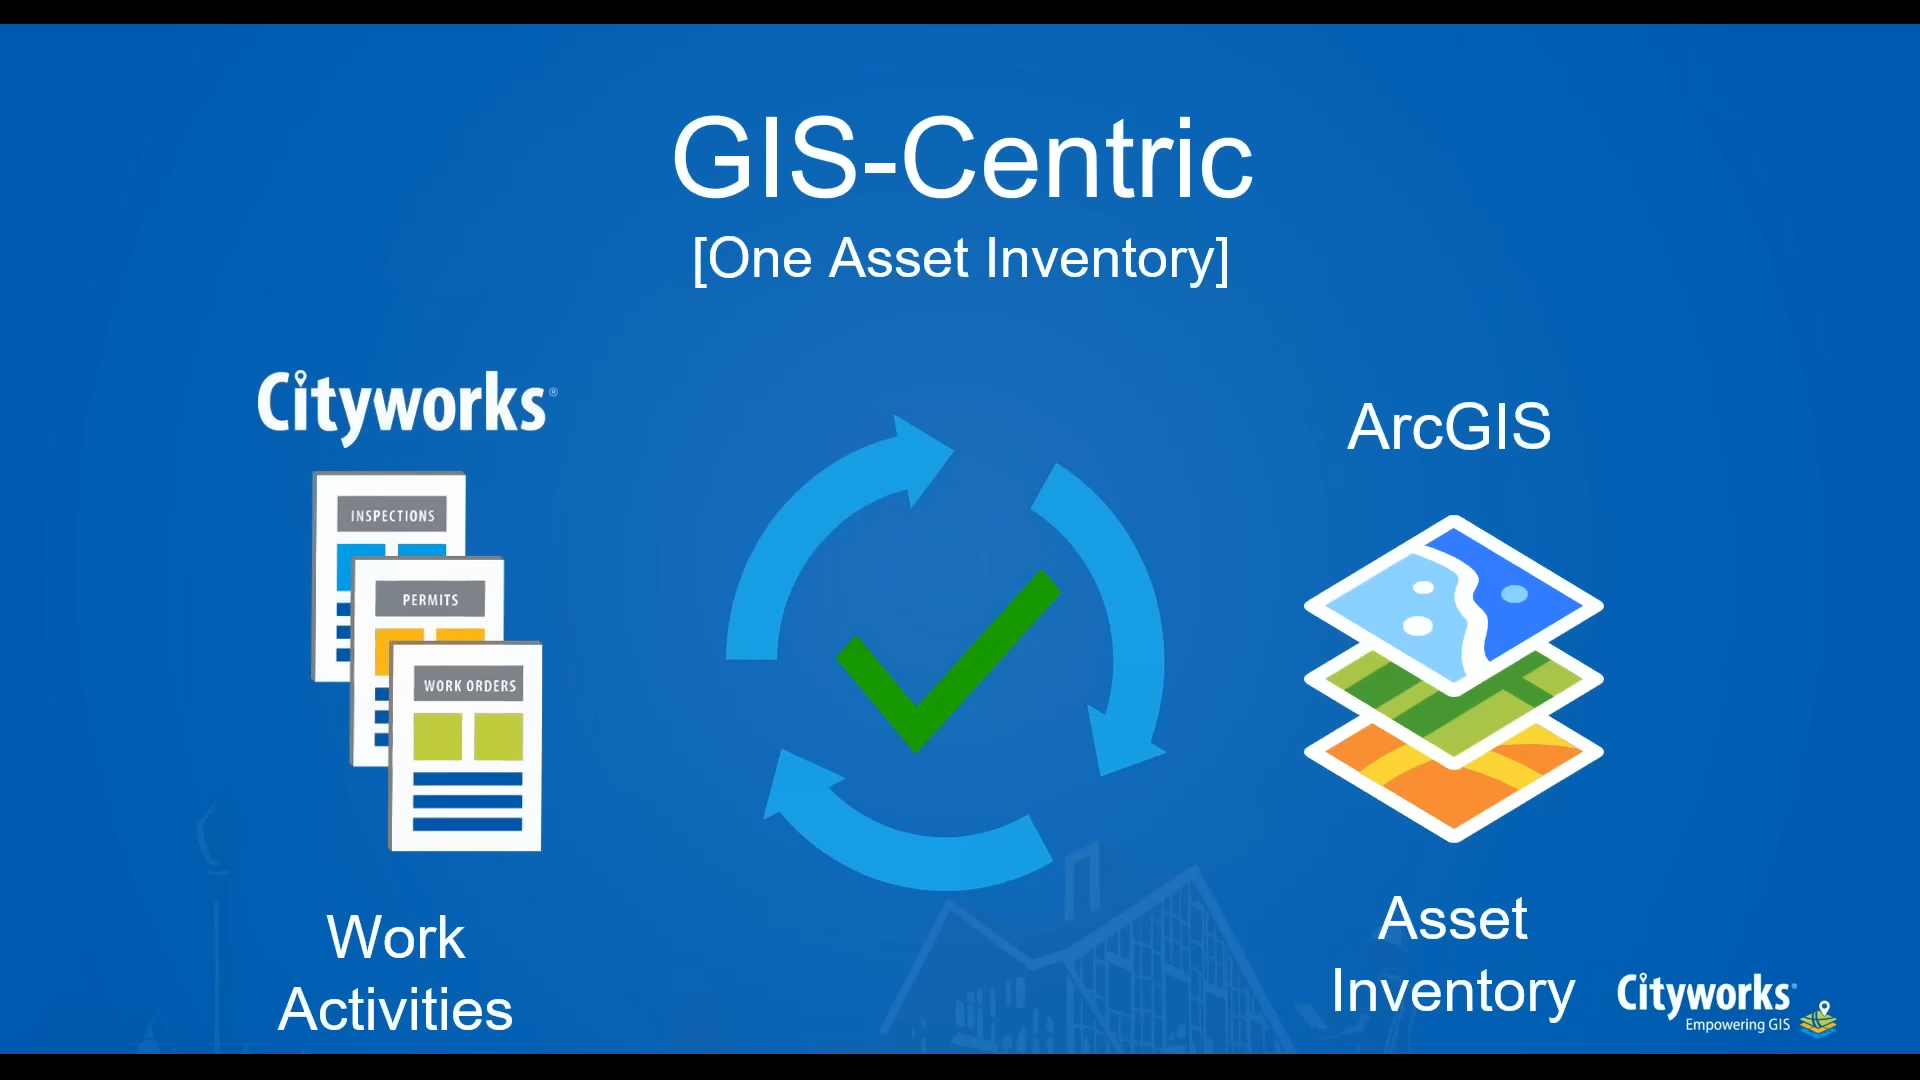 GIS-Centric
[One Asset Inventory]
Cityworks®
INSPECTIONS
PERMITS
WORK ORDERS
Work
Activities
ArcGIS
Asset
Inventory
Cityworks®
Empowering GIS